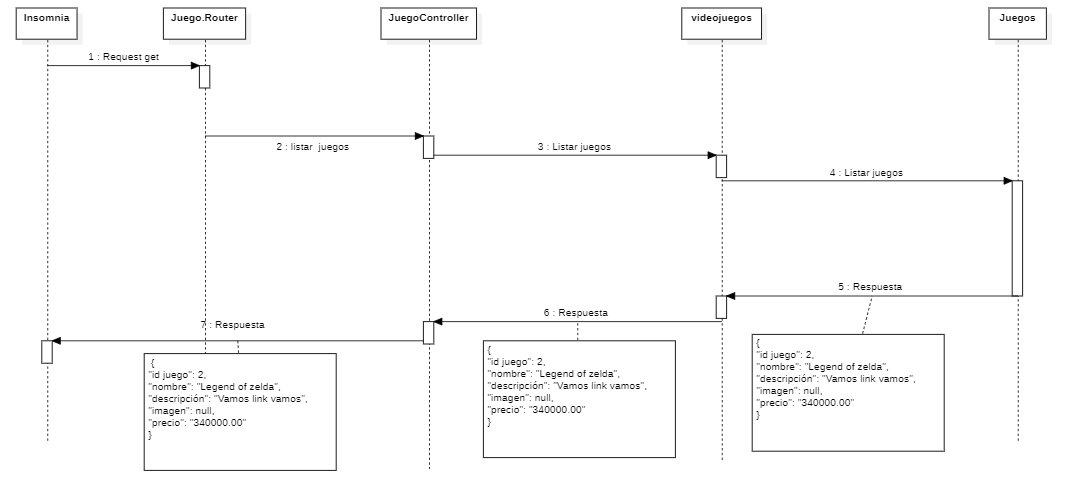 Insomnia
Juego.Router
JuegoController
videojuegos
Juegos
1 : Request get
2 : listar juegos
3 : Listar juegos
4 : Listar juegos
5 : Respuesta
6 : Respuesta
7 : Respuesta
{
"id juego": 2,
"nombre": "Legend of zelda",
"descripción": "Vamos link vamos",
"imagen": null,
"precio": "340000.00"
}
{
"id juego": 2,
"nombre": "Legend of zelda",
"descripción": "Vamos link vamos",
"imagen": null,
"precio": "340000.00"
}
{
"id juego": 2,
"nombre": "Legend of zelda",
"descripción": "Vamos link vamos",
"imagen": null,
"precio": "340000.00"
}